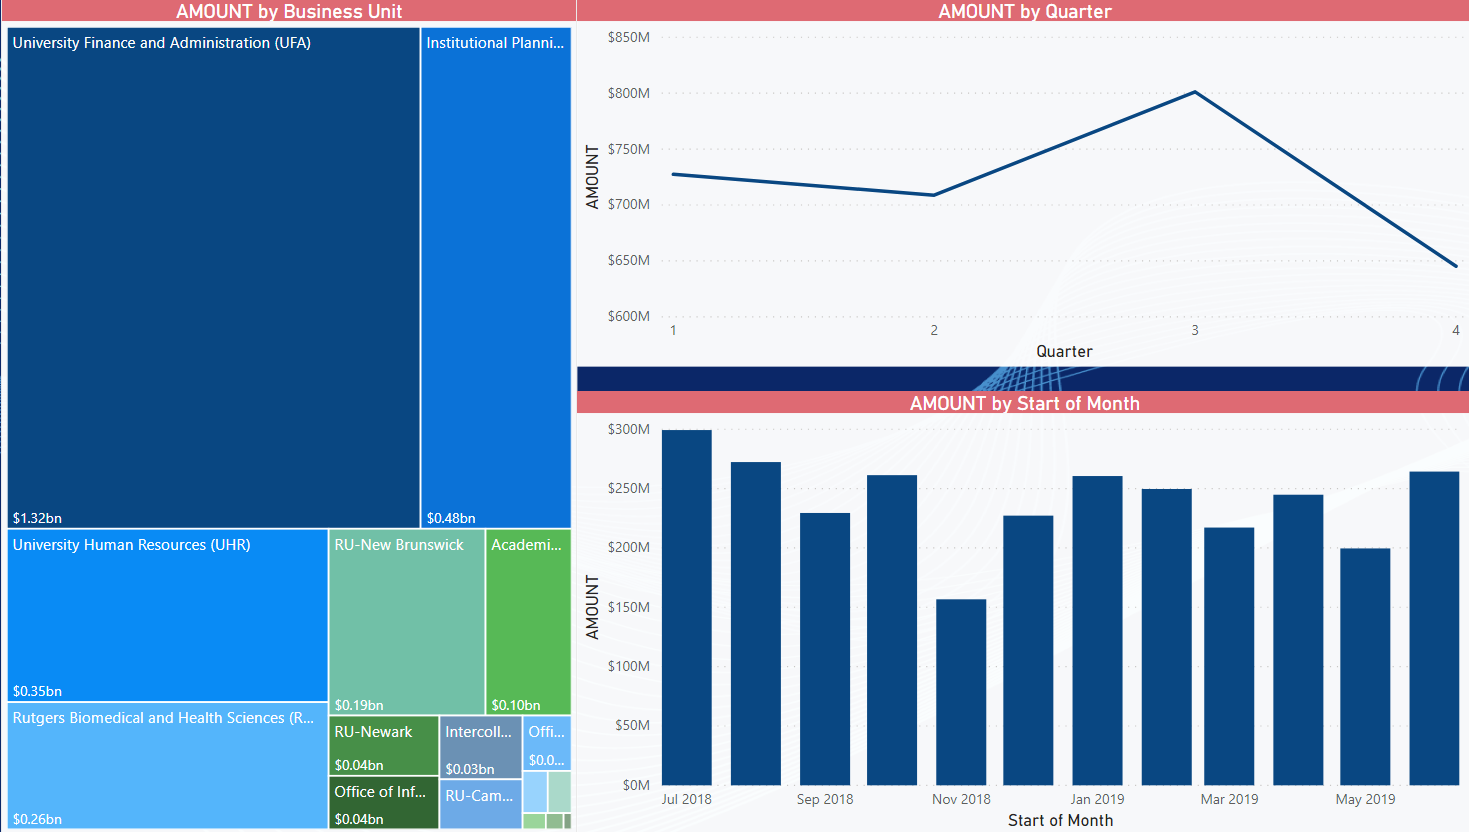 AMOUNT by Business Unit
University Finance and Administration (UFA)
$1.32bn
Institutional Planni...
$0.48bn
University Human Resources (UHR)
$0.35bn
Rutgers Biomedical and Health Sciences (R...
$0.26bn
RU-New Brunswick
$0.19bn
Academi...
$0.10bn
RU-Newark
$0.04bn
Office of Inf...
$0.04bn
Intercoll...
$0.03bn
RU-Cam...
Offi...
$0.0...
AMOUNT by Quarter
AMOUNT
$850M
$800M
$750M
$700M
$650M
$600M
1 2 3 4
Quarter
AMOUNT by Start of Month
AMOUNT
$300M
$250M
$200M
$150M
$100M
$50M
$0M
Jul 2018 Sep 2018 Nov 2018 Jan 2019 Mar 2019 May 2019
Start of Month